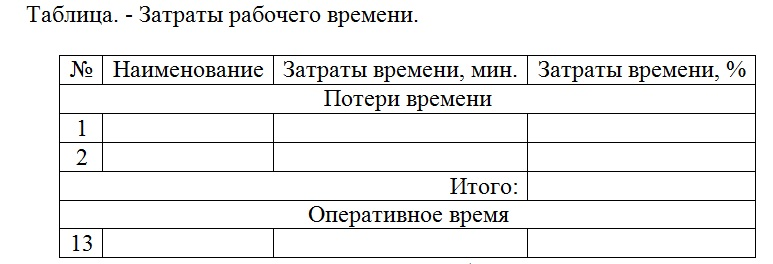 Таблица. - Затраты рабочего времени.
№ Наименование Затраты времени, мин. Затраты времени, %
Потери времени
1
2
Итого:
Оперативное время
13